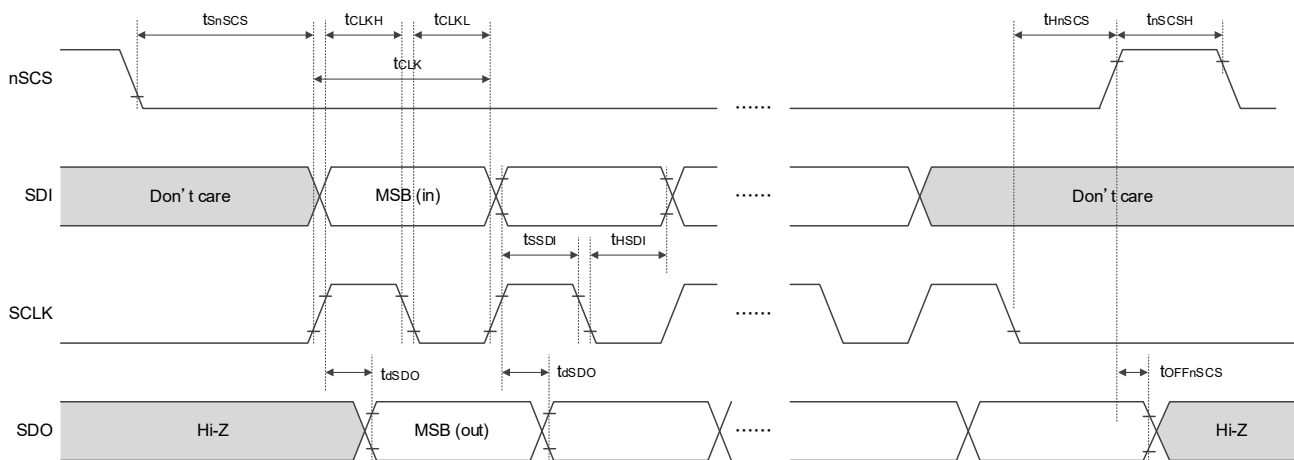 tSnSCS tCLKH tCLKL tHnSCS tnSCSH
tCLK
nSCS
......
SDI Don't care MSB (in) ...... Don't care
tSSDI tHSDI
SCLK ......
tdSDO tdSDO tOFFnSCS
SDO Hi-Z MSB (out) ...... Hi-Z